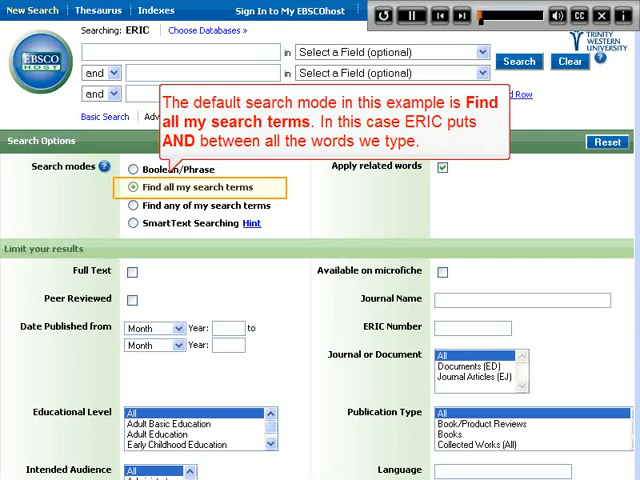 New Search Thesaurus Indexes Sign In to My EBSCOhost
Searching: ERIC Choose Databases »
EBSCO HOST
in Select a Field (optional)
and in Select a Field (optional)
and
Search Clear
TRINITY WESTERN UNIVERSITY
Row
Basic Search
The default search mode in this example is Find
all my search terms. In this case ERIC puts
AND between all the words we type.
Search Options Reset
Search modes Boolean/Phrase
Find all my search terms
Find any of my search terms
SmartText Searching Hint
Apply related words
Limit your results
Full Text Available on microfiche
Peer Reviewed Journal Name
Date Published from Month Year: to
Month Year:
ERIC Number
Journal or Document All
Documents (ED)
Journal Articles (EJ)
Educational Level All
Adult Basic Education
Adult Education
Early Childhood Education
Publication Type All
Book/Product Reviews
Books
Collected Works (All)
Intended Audience All
Language